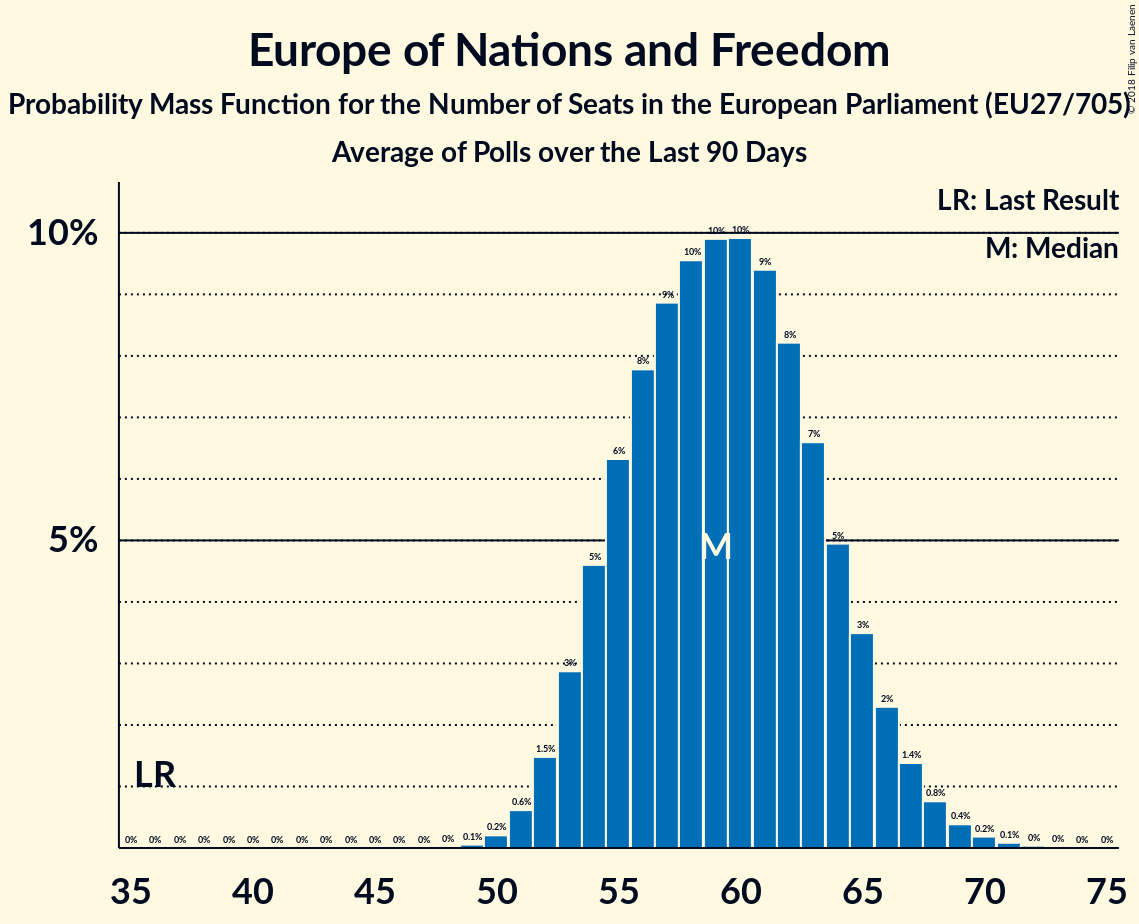 Europe of Nations and Freedom
Probability Mass Function for the Number of Seats in the European Parliament (EU27/705)
Average of Polls over the Last 90 Days
© 2018 Filip van Laenen
LR: Last Result
M: Median
10%
5%
0% 0% 0% 0% 0% 0% 0% 0% 0% 0% 0% 0% 0% 0% 0.1% 0.2% 0.6% 1.5% 3% 5% 6% 8% 9% 10% 10% 10% 9% 8% 7% 5% 3% 2% 1.4% 0.8% 0.4% 0.2% 0.1% 0% 0% 0% 0%
M
LR
35 40 45 50 55 60 65 70 75